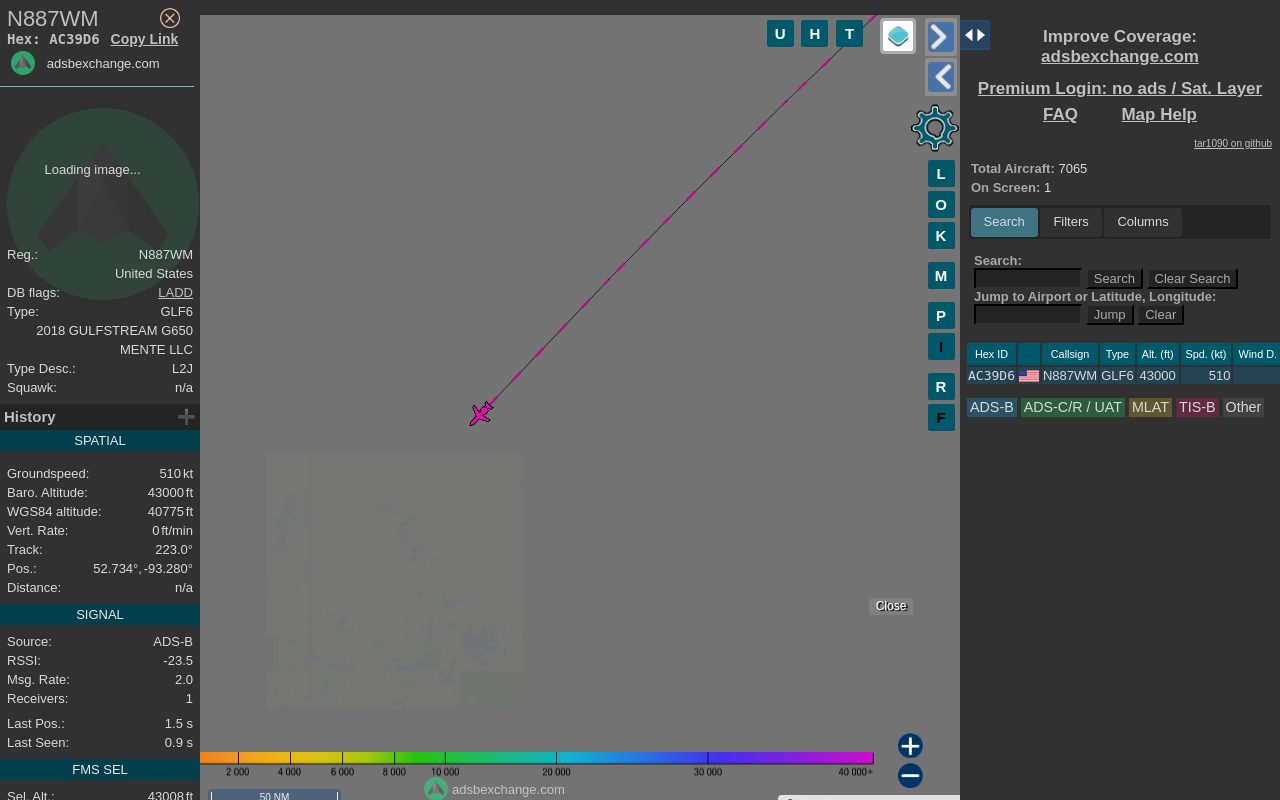 N887WM
Hex: AC39D6 Copy Link
adsbexchange.com
Loading image...
Reg.: N887WM
United States
DB flags: LADD
Type: GLF6
2018 GULFSTREAM G650
MENTE LLC
Type Desc.: L2J
Squawk: n/a
History
SPATIAL
Groundspeed: 510 kt
Baro. Altitude: 43000 ft
WGS84 altitude: 40775 ft
Vert. Rate: 0 ft/min
Track: 223.0°
Pos.: 52.734°, -93.280°
Distance: n/a
SIGNAL
Source: ADS-B
RSSI: -23.5
Msg. Rate: 2.0
Receivers: 1
Last Pos.: 1.5 s
Last Seen: 0.9 s
FMS SEL
Sel. Alt.: 43008 ft
U H T
L
O
K
M
P
I
R
F
Close
2 000 4 000 6 000 8 000 10 000 20 000 30 000 40 000+
adsbexchange.com
50 NM
Improve Coverage:
adsbexchange.com
Premium Login: no ads / Sat. Layer
FAQ Map Help
tar1090 on github
Total Aircraft: 7065
On Screen: 1
Search Filters Columns
Search:
Search Clear Search
Jump to Airport or Latitude, Longitude:
Jump Clear
Hex ID Callsign Type Alt. (ft) Spd. (kt) Wind D.
AC39D6 N887WM GLF6 43000 510
ADS-B ADS-C/R / UAT MLAT TIS-B Other